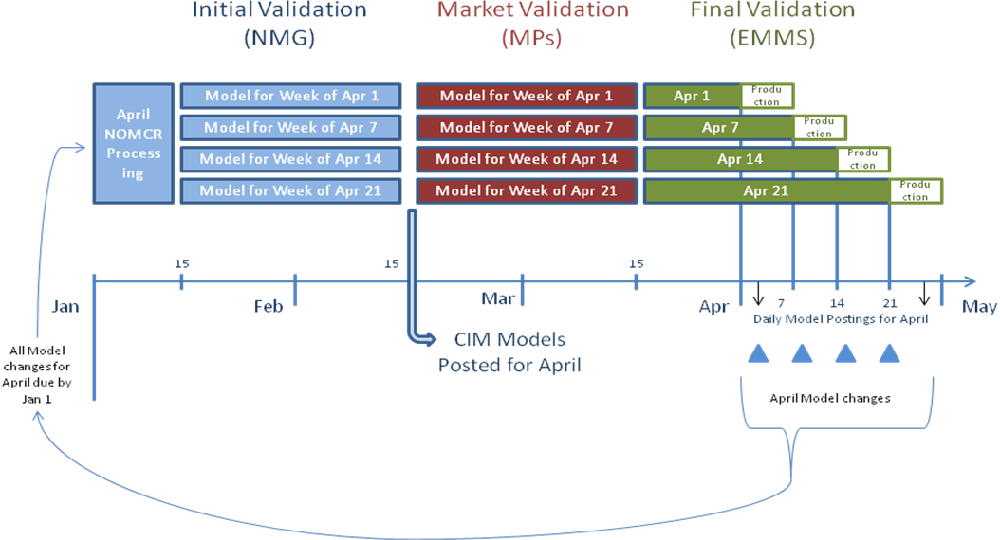 Initial Validation
(NMG)
Market Validation
(MPs)
Final Validation
(EMMS)
April
NOMCR
Process
ing
Model for Week of Apr 1
Model for Week of Apr 7
Model for Week of Apr 14
Model for Week of Apr 21
Model for Week of Apr 1
Model for Week of Apr 7
Model for Week of Apr 14
Model for Week of Apr 21
Apr 1
Produ
ction
Apr 7
Produ
ction
Apr 14
Produ
ction
Apr 21
Produ
ction
15
15
15
Jan
Feb
Mar
Apr
7
14
21
May
Daily Model Postings for April
All Model
changes for
April due by
Jan 1
CIM Models
Posted for April
April Model changes